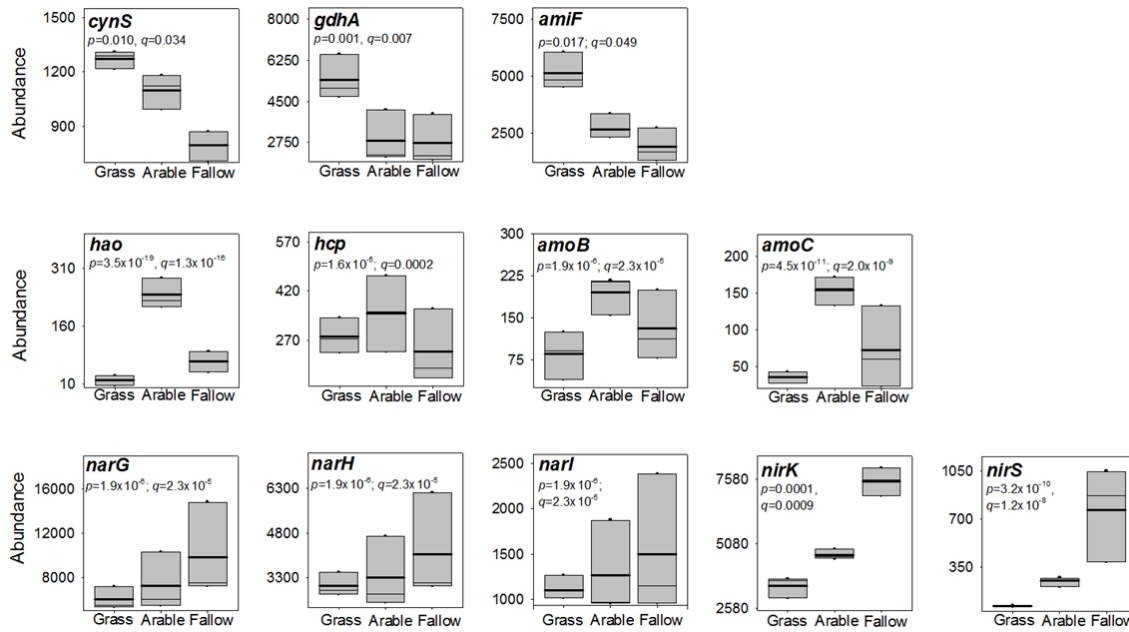 cynS
p=0.010, q=0.034
Abundance
1500
1200
900
Grass Arable Fallow
gdhA
p=0.001, q=0.007
8000
6250
4500
2750
Grass Arable Fallow
amiF
p=0.017; q=0.049
7500
5000
2500
Grass Arable Fallow
hao
p=3.5x10⁻¹⁹, q=1.3x10⁻¹⁶
Abundance
310
160
10
Grass Arable Fallow
hcp
p=1.6x10⁻⁵; q=0.0002
570
420
270
Grass Arable Fallow
amoB
p=1.9x10⁻⁶; q=2.3x10⁻⁵
300
225
150
75
Grass Arable Fallow
amoC
p=4.5x10⁻¹¹; q=2.0x10⁻⁹
200
150
100
50
Grass Arable Fallow
narG
p=1.9x10⁻⁶; q=2.3x10⁻⁵
Abundance
16000
12000
8000
Grass Arable Fallow
narH
p=1.9x10⁻⁶; q=2.3x10⁻⁵
6300
4800
3300
Grass Arable Fallow
narI
p=1.9x10⁻⁶;
q=2.3x10⁻⁵
2500
2000
1500
1000
Grass Arable Fallow
nirK
p=0.0001,
q=0.0009
7580
5080
2580
Grass Arable Fallow
nirS
p=3.2x10⁻¹⁰,
q=1.2x10⁻⁸
1050
700
350
Grass Arable Fallow